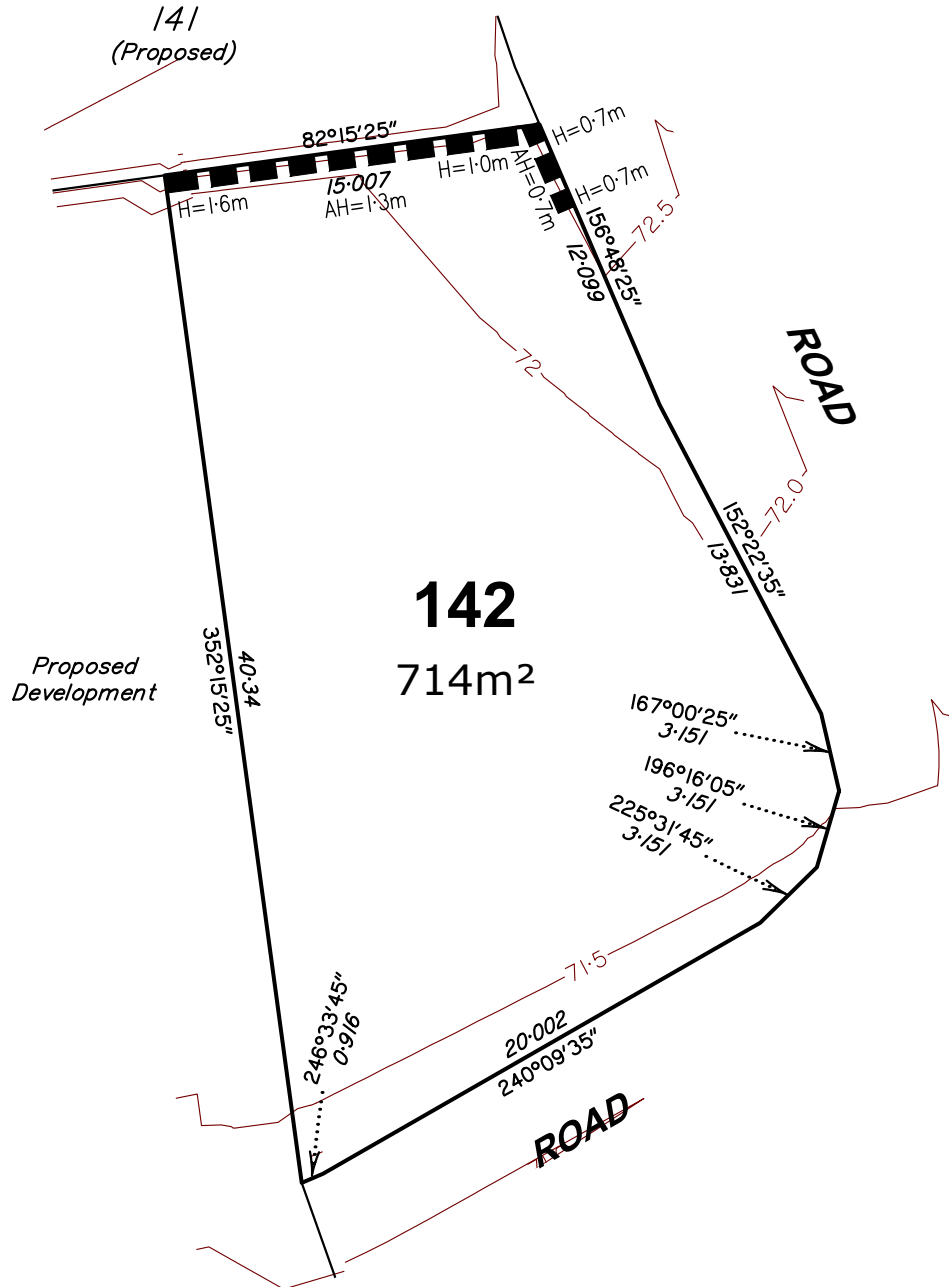 141
(Proposed)
82°15'25"
15·007
H=1·6m
AH=1·3m
H=1·0m
H=0·7m
AH=0·7m
H=0·7m
156°48'25"
12·099
72.5
72
ROAD
72.0
152°22'35"
13·831
142
714m²
Proposed
Development
352°15'25"
40·34
167°00'25"
3·151
196°16'05"
3·151
225°31'45"
3·151
71·5
246°33'45"
0·916
20·002
240°09'35"
ROAD